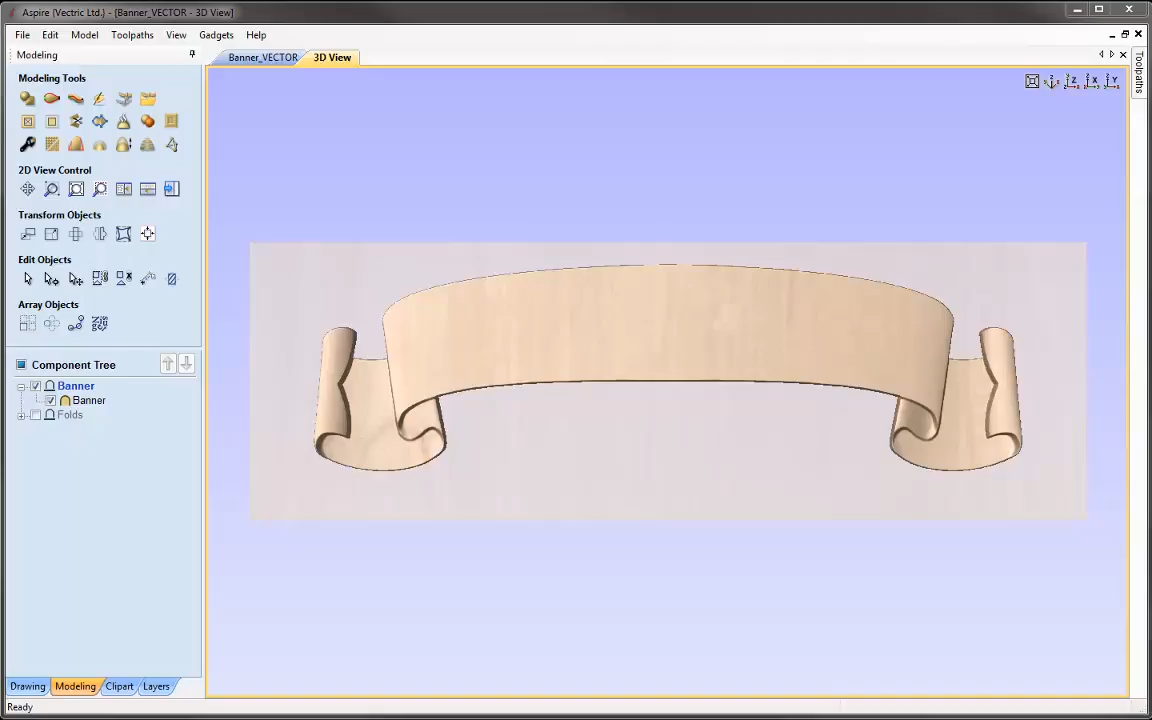 Aspire (Vectric Ltd.) - [Banner_VECTOR - 3D View]
File Edit Model Toolpaths View Gadgets Help
Modeling
Banner_VECTOR 3D View
Toolpaths
Modeling Tools
2D View Control
Transform Objects
Edit Objects
Array Objects
Component Tree
Banner
Banner
Folds
Drawing Modeling Clipart Layers
Ready